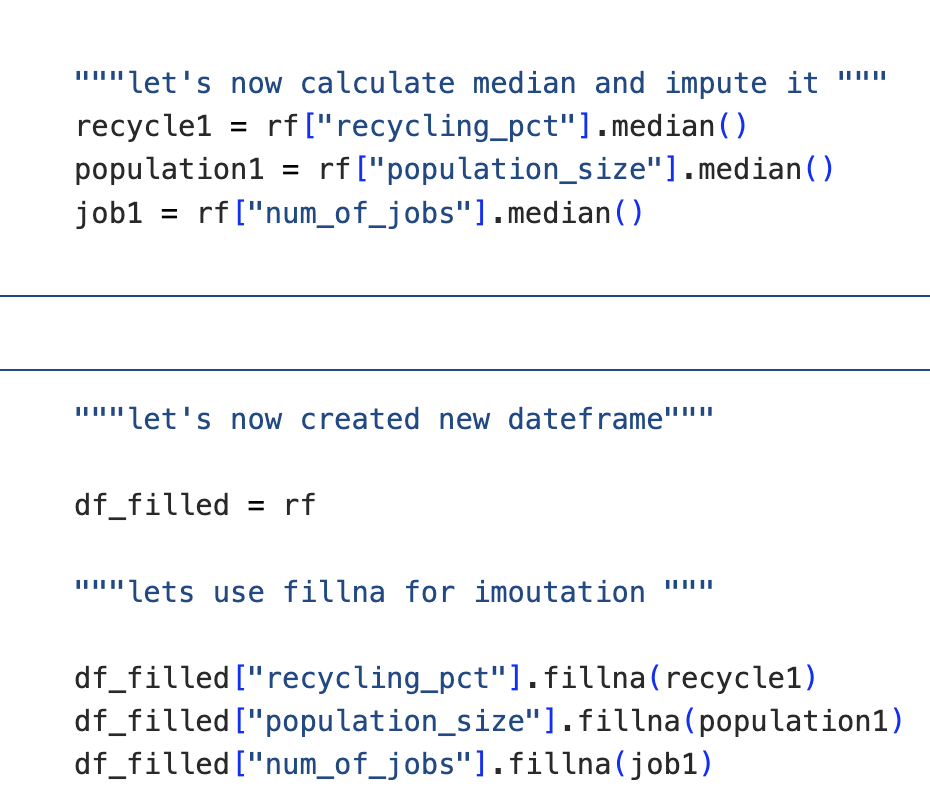 """let's now calculate median and impute it """
recycle1 = rf["recycling_pct"].median()
population1 = rf["population_size"].median()
job1 = rf["num_of_jobs"].median()
"""let's now created new dateframe"""
df_filled = rf
"""lets use fillna for imoutation """
df_filled["recycling_pct"].fillna(recycle1)
df_filled["population_size"].fillna(population1)
df_filled["num_of_jobs"].fillna(job1)